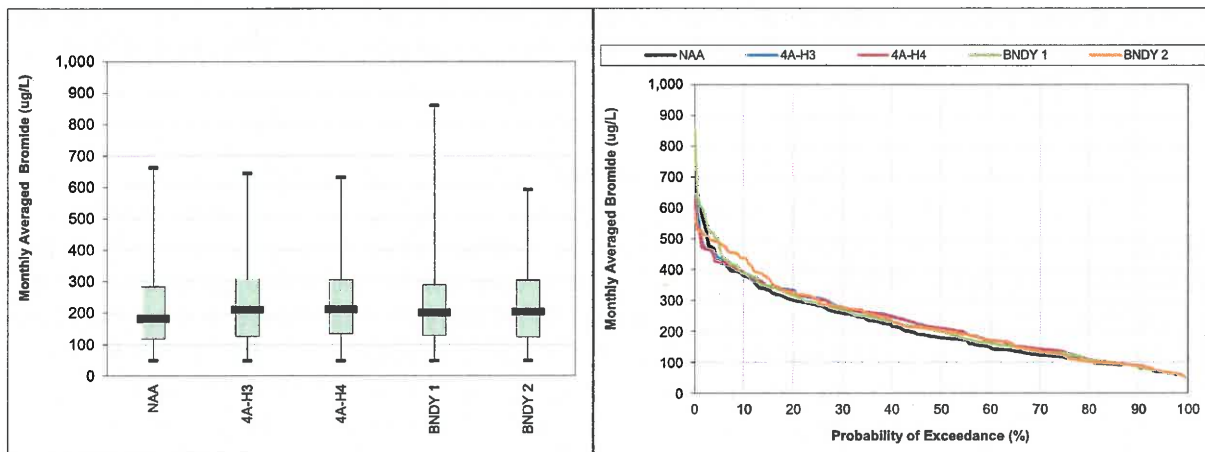 Monthly Averaged Bromide (ug/L)
1,000
900
800
700
600
500
400
300
200
100
0
NAA
4A-H3
4A-H4
BNDY 1
BNDY 2
NAA 4A-H3 4A-H4 BNDY 1 BNDY 2
Monthly Averaged Bromide (ug/L)
1,000
900
800
700
600
500
400
300
200
100
0
0 10 20 30 40 50 60 70 80 90 100
Probability of Exceedance (%)